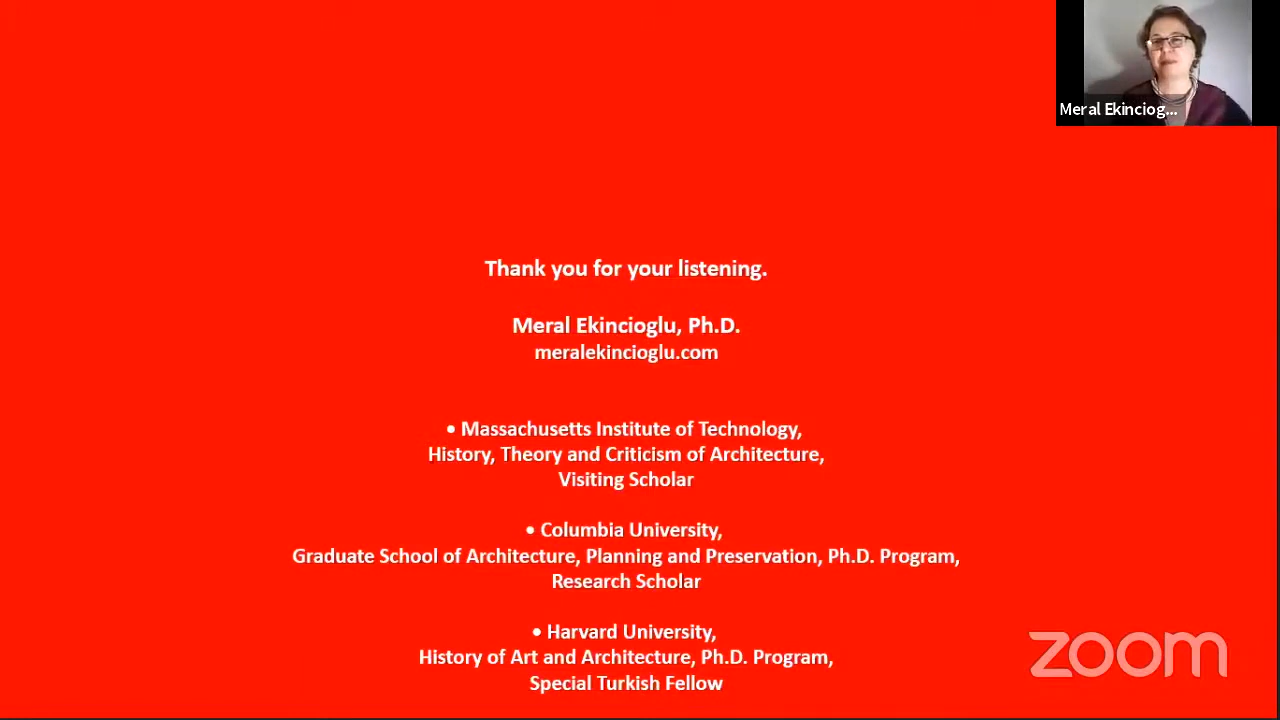 Meral Ekinciog...
Thank you for your listening.
Meral Ekincioglu, Ph.D.
meralekincioglu.com
• Massachusetts Institute of Technology,
History, Theory and Criticism of Architecture,
Visiting Scholar
• Columbia University,
Graduate School of Architecture, Planning and Preservation, Ph.D. Program,
Research Scholar
• Harvard University,
History of Art and Architecture, Ph.D. Program,
Special Turkish Fellow
zoom